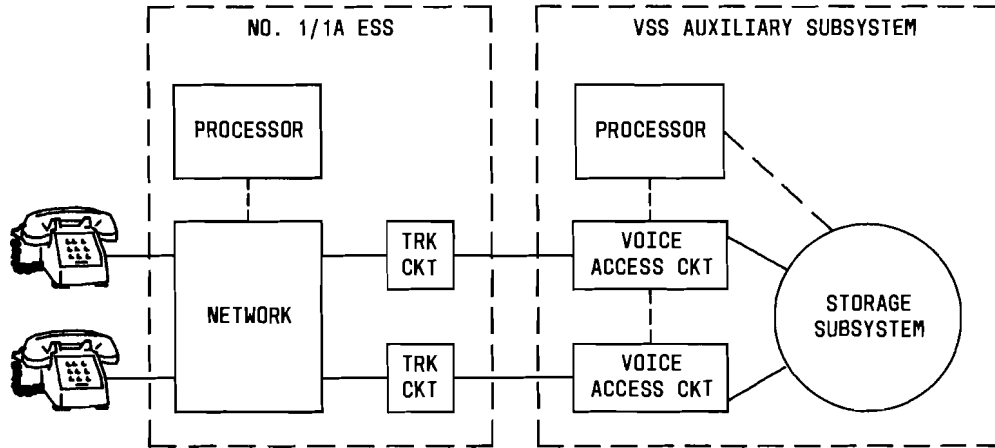 NO. 1/1A ESS
VSS AUXILIARY SUBSYSTEM
PROCESSOR
PROCESSOR
TRK
CKT
VOICE
ACCESS CKT
NETWORK
STORAGE
SUBSYSTEM
TRK
CKT
VOICE
ACCESS CKT